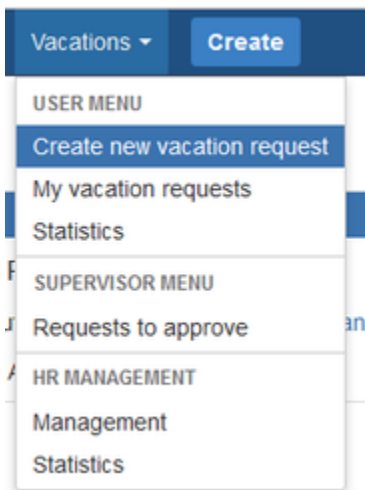 Vacations Create
USER MENU
Create new vacation request
My vacation requests
Statistics
SUPERVISOR MENU
Requests to approve
HR MANAGEMENT
Management
Statistics